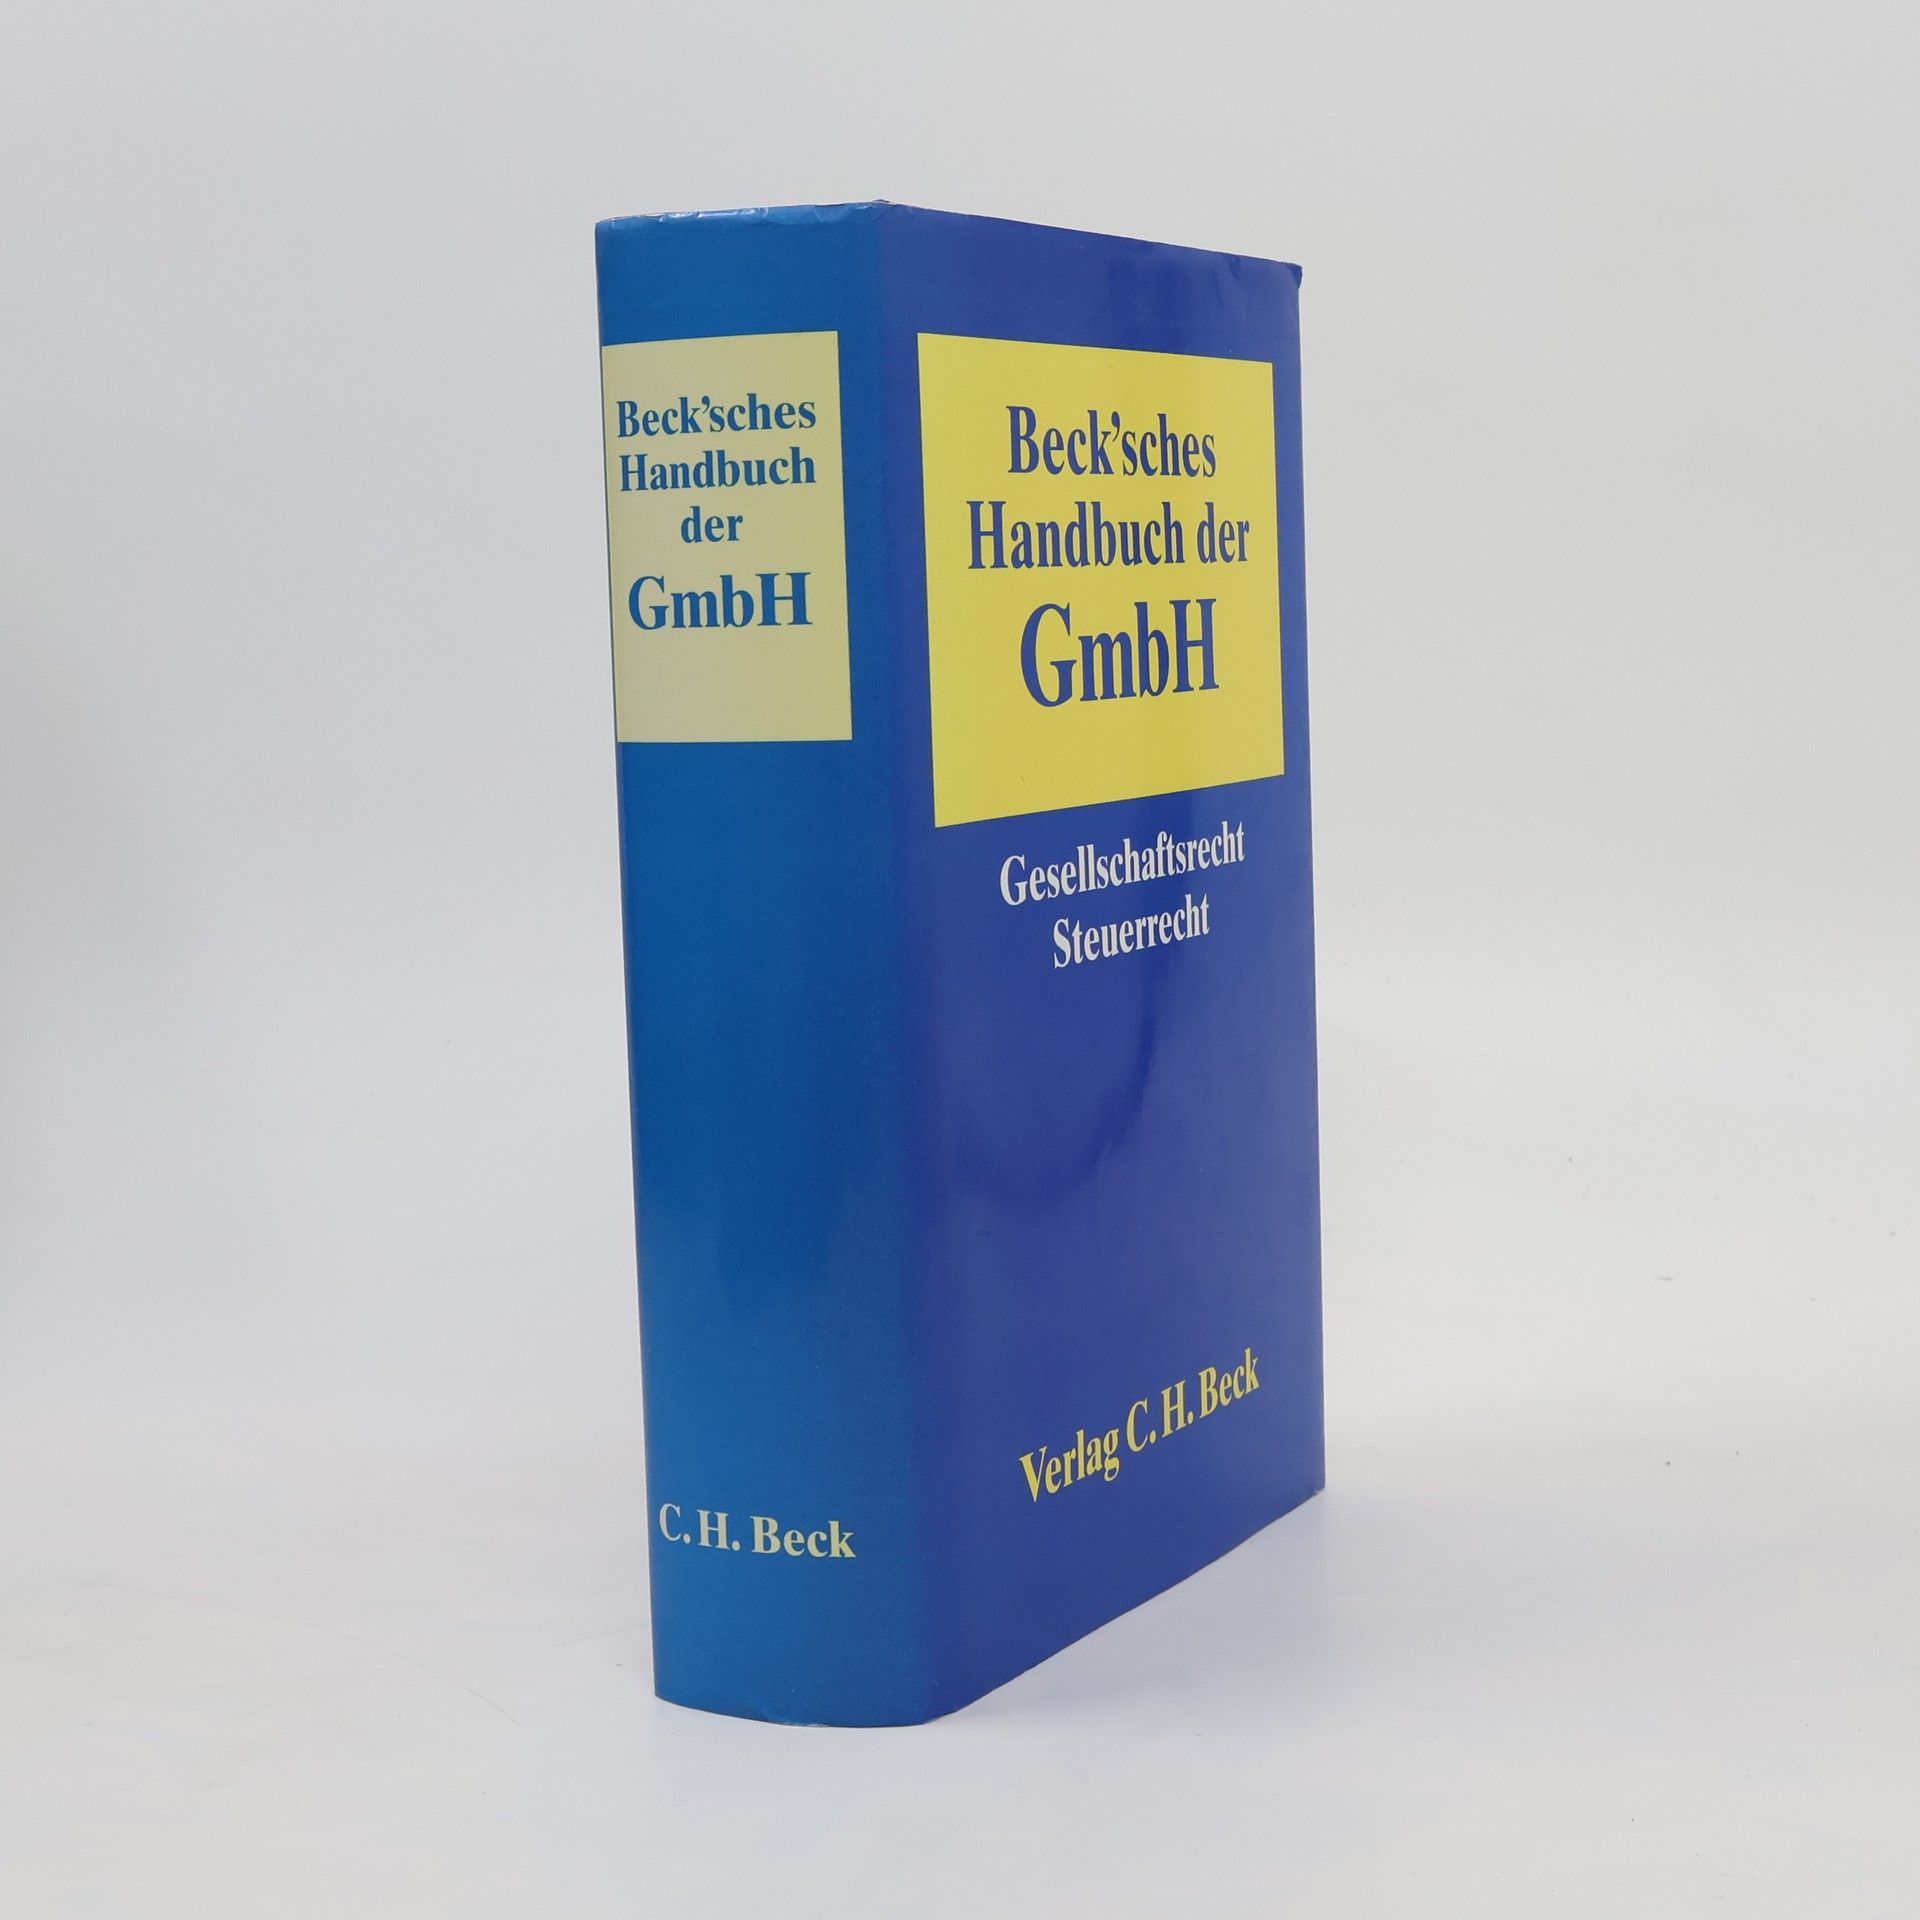 Beck’sches
Handbuch
der
GmbH
C. H. Beck
Beck’sches
Handbuch der
GmbH
Gesellschaftsrecht
Steuerrecht
Verlag C. H. Beck